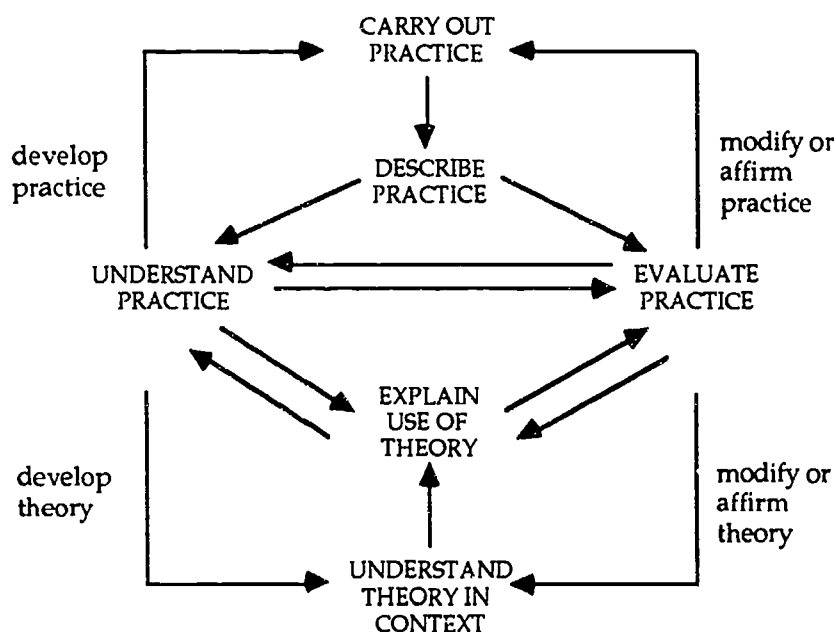 CARRY OUT
PRACTICE
develop
practice
modify or
affirm
practice
DESCRIBE
PRACTICE
UNDERSTAND
PRACTICE
EVALUATE
PRACTICE
EXPLAIN
USE OF
THEORY
develop
theory
modify or
affirm
theory
UNDERSTAND
THEORY IN
CONTEXT